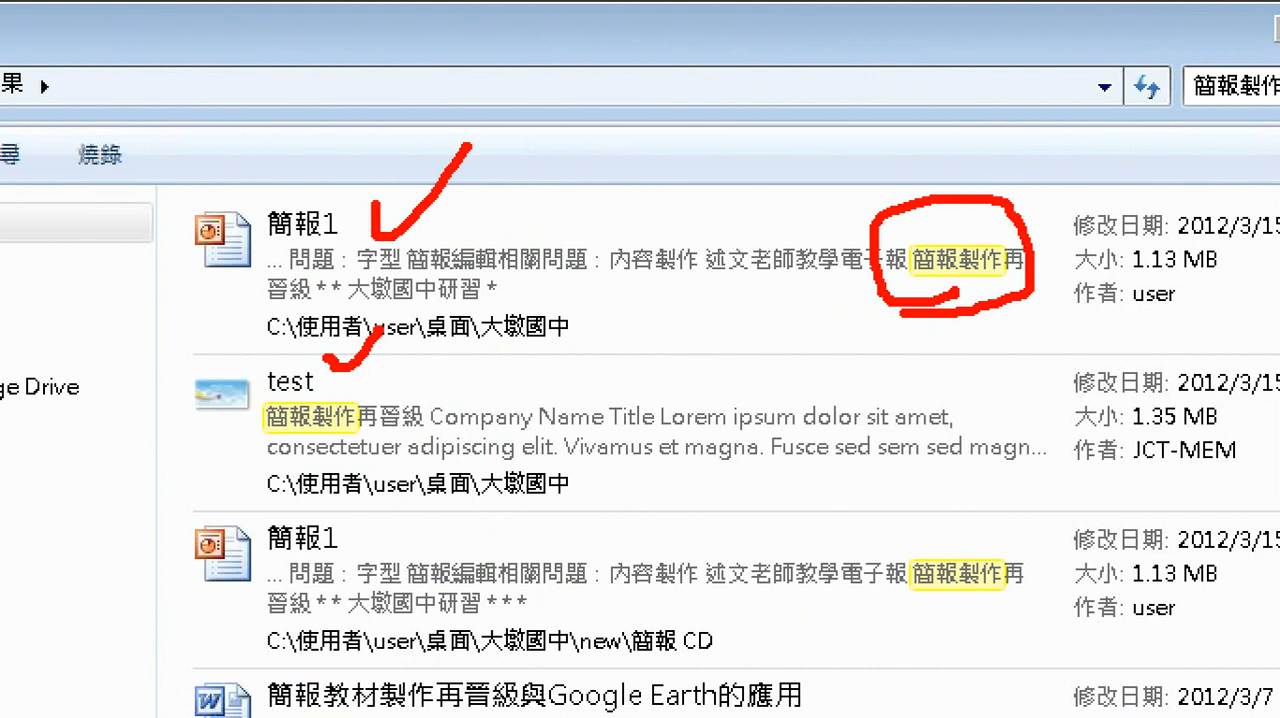 果
簡報製作
尋 燒錄
簡報1
... 問題：字型 簡報編輯相關問題：內容製作 述文老師教學電子報 簡報製作再
晉級 * * 大墩國中研習 *
C:\使用者\user\桌面\大墩國中
修改日期: 2012/3/15
大小: 1.13 MB
作者: user
ge Drive
test
簡報製作再晉級 Company Name Title Lorem ipsum dolor sit amet,
consectetuer adipiscing elit. Vivamus et magna. Fusce sed sem sed magn...
C:\使用者\user\桌面\大墩國中
修改日期: 2012/3/15
大小: 1.35 MB
作者: JCT-MEM
簡報1
... 問題：字型 簡報編輯相關問題：內容製作 述文老師教學電子報 簡報製作再
晉級 * * 大墩國中研習 * * *
C:\使用者\user\桌面\大墩國中\new\簡報 CD
修改日期: 2012/3/15
大小: 1.13 MB
作者: user
簡報教材製作再晉級與Google Earth的應用
修改日期: 2012/3/7